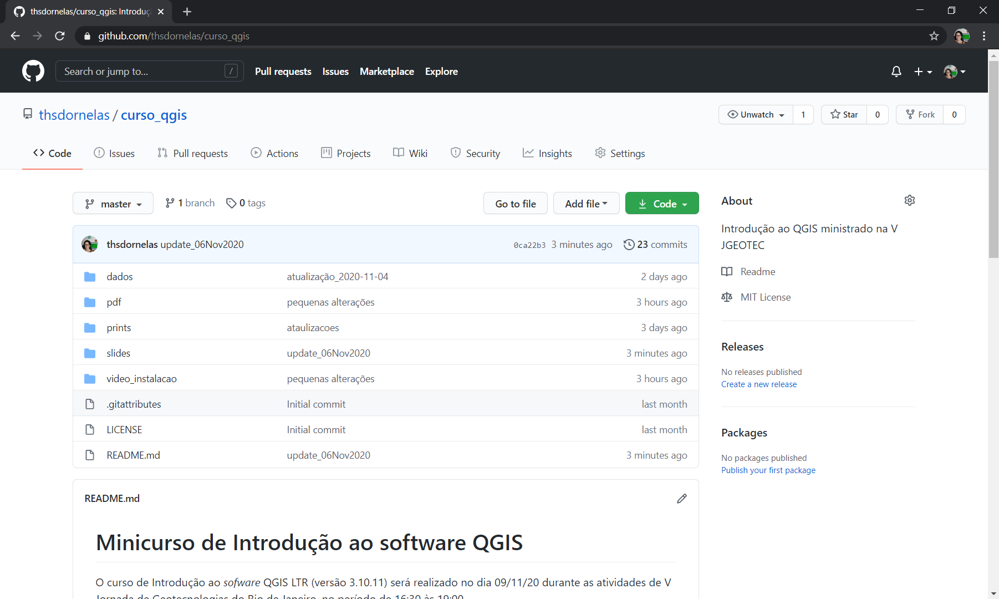 thsdornelas/curso_qgis: Introduç
github.com/thsdornelas/curso_qgis
Search or jump to... /
Pull requests Issues Marketplace Explore
thsdornelas / curso_qgis
Unwatch 1 Star 0 Fork 0
Code Issues Pull requests Actions Projects Wiki Security Insights Settings
master 1 branch 0 tags Go to file Add file Code
thsdornelas update_06Nov2020 0ca22b3 3 minutes ago 23 commits
dados atualização_2020-11-04 2 days ago
pdf pequenas alterações 3 hours ago
prints ataulizacoes 3 days ago
slides update_06Nov2020 3 minutes ago
video_instalacao pequenas alterações 3 hours ago
.gitattributes Initial commit last month
LICENSE Initial commit last month
README.md update_06Nov2020 3 minutes ago
README.md
Minicurso de Introdução ao software QGIS
O curso de Introdução ao sofware QGIS LTR (versão 3.10.11) será realizado no dia 09/11/20 durante as atividades de V
Jornada de Geotecnologias do Rio de Janeiro, no período de 16:30 às 19:00
About
Introdução ao QGIS ministrado na V
JGEOTEC
Readme
MIT License
Releases
No releases published
Create a new release
Packages
No packages published
Publish your first package